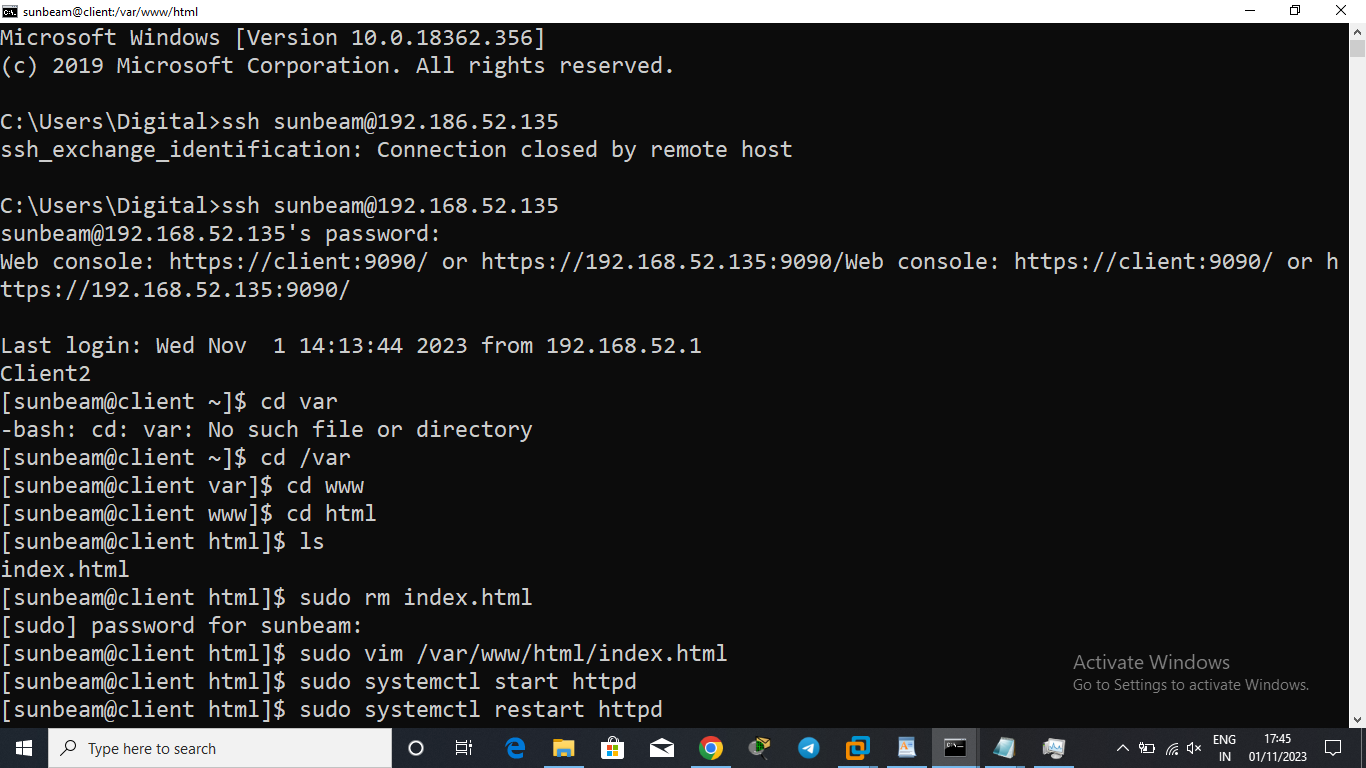 sunbeam@client:/var/www/html
Microsoft Windows [Version 10.0.18362.356]
(c) 2019 Microsoft Corporation. All rights reserved.
C:\Users\Digital>ssh sunbeam@192.186.52.135
ssh_exchange_identification: Connection closed by remote host
C:\Users\Digital>ssh sunbeam@192.168.52.135
sunbeam@192.168.52.135's password:
Web console: https://client:9090/ or https://192.168.52.135:9090/Web console: https://client:9090/ or h
ttps://192.168.52.135:9090/
Last login: Wed Nov  1 14:13:44 2023 from 192.168.52.1
Client2
[sunbeam@client ~]$ cd var
-bash: cd: var: No such file or directory
[sunbeam@client ~]$ cd /var
[sunbeam@client var]$ cd www
[sunbeam@client www]$ cd html
[sunbeam@client html]$ ls
index.html
[sunbeam@client html]$ sudo rm index.html
[sudo] password for sunbeam:
[sunbeam@client html]$ sudo vim /var/www/html/index.html
[sunbeam@client html]$ sudo systemctl start httpd
[sunbeam@client html]$ sudo systemctl restart httpd
Activate Windows
Go to Settings to activate Windows.
Type here to search
ENG
IN
17:45
01/11/2023